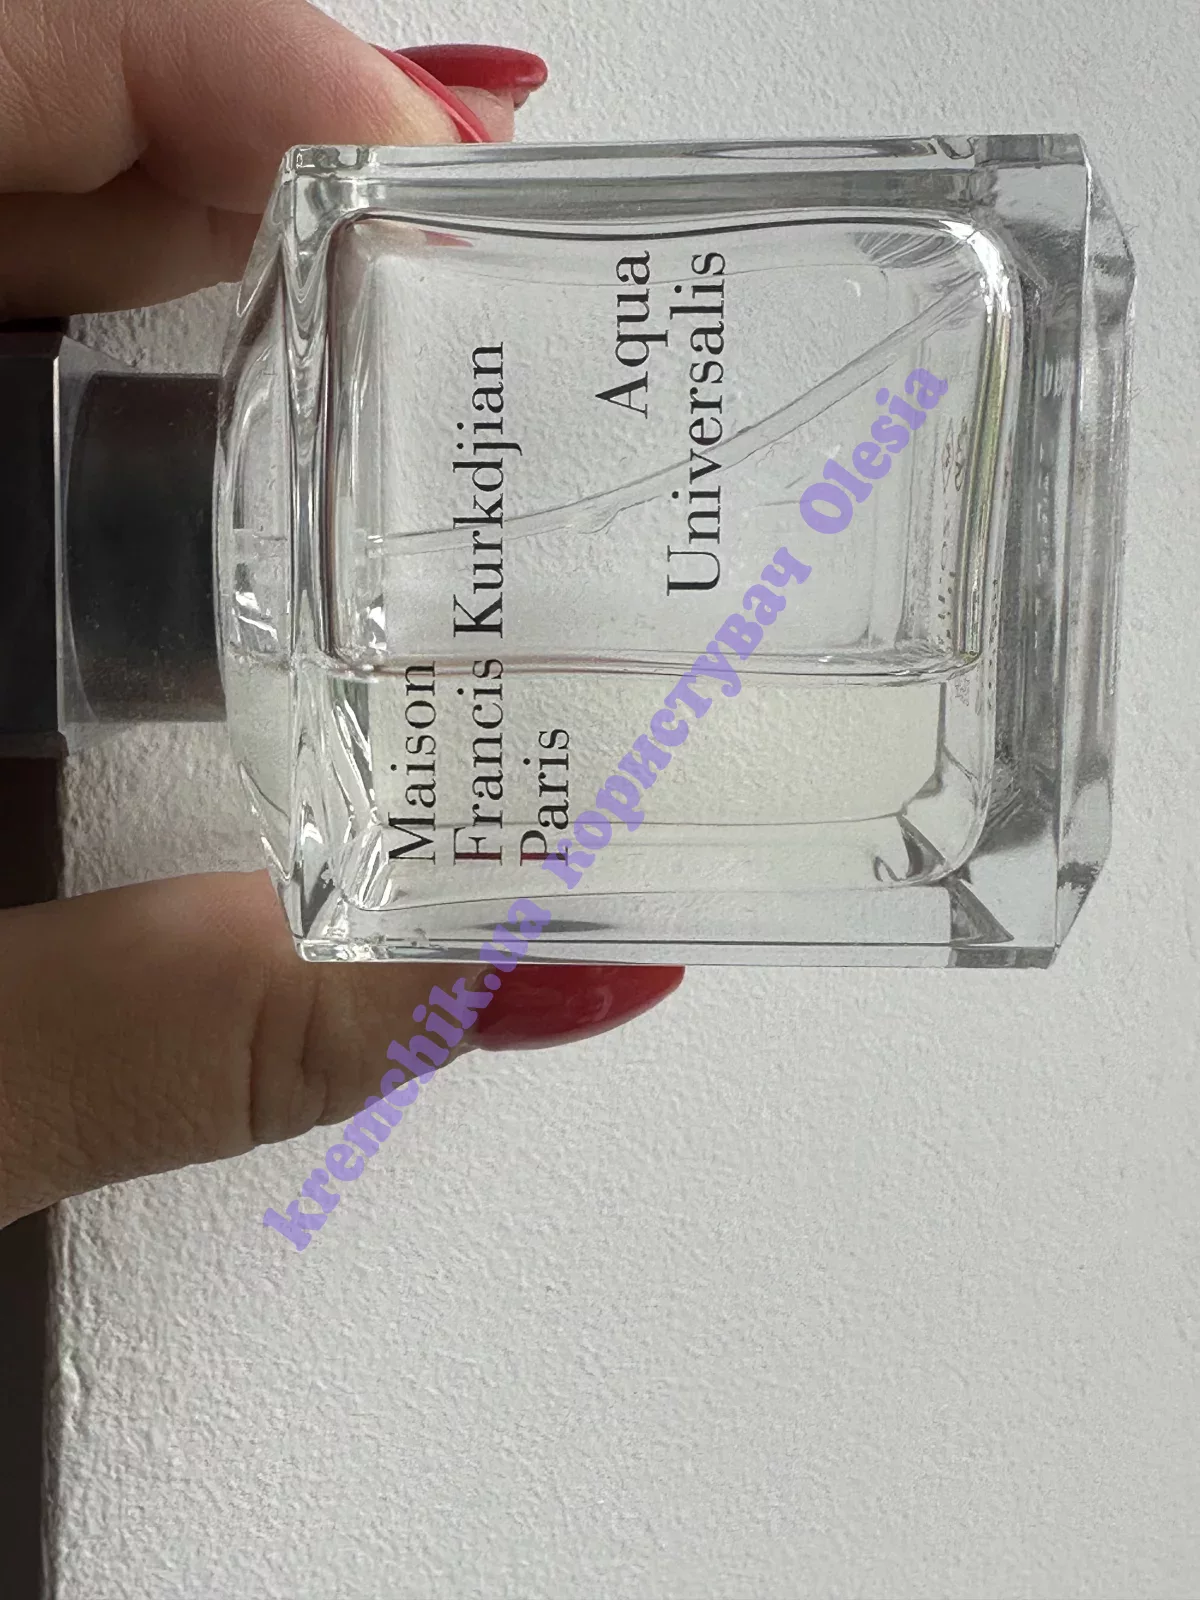 Maison
Francis Kurkdjian
Paris
Aqua
Universalis
kremchik.ua користувач Olesia